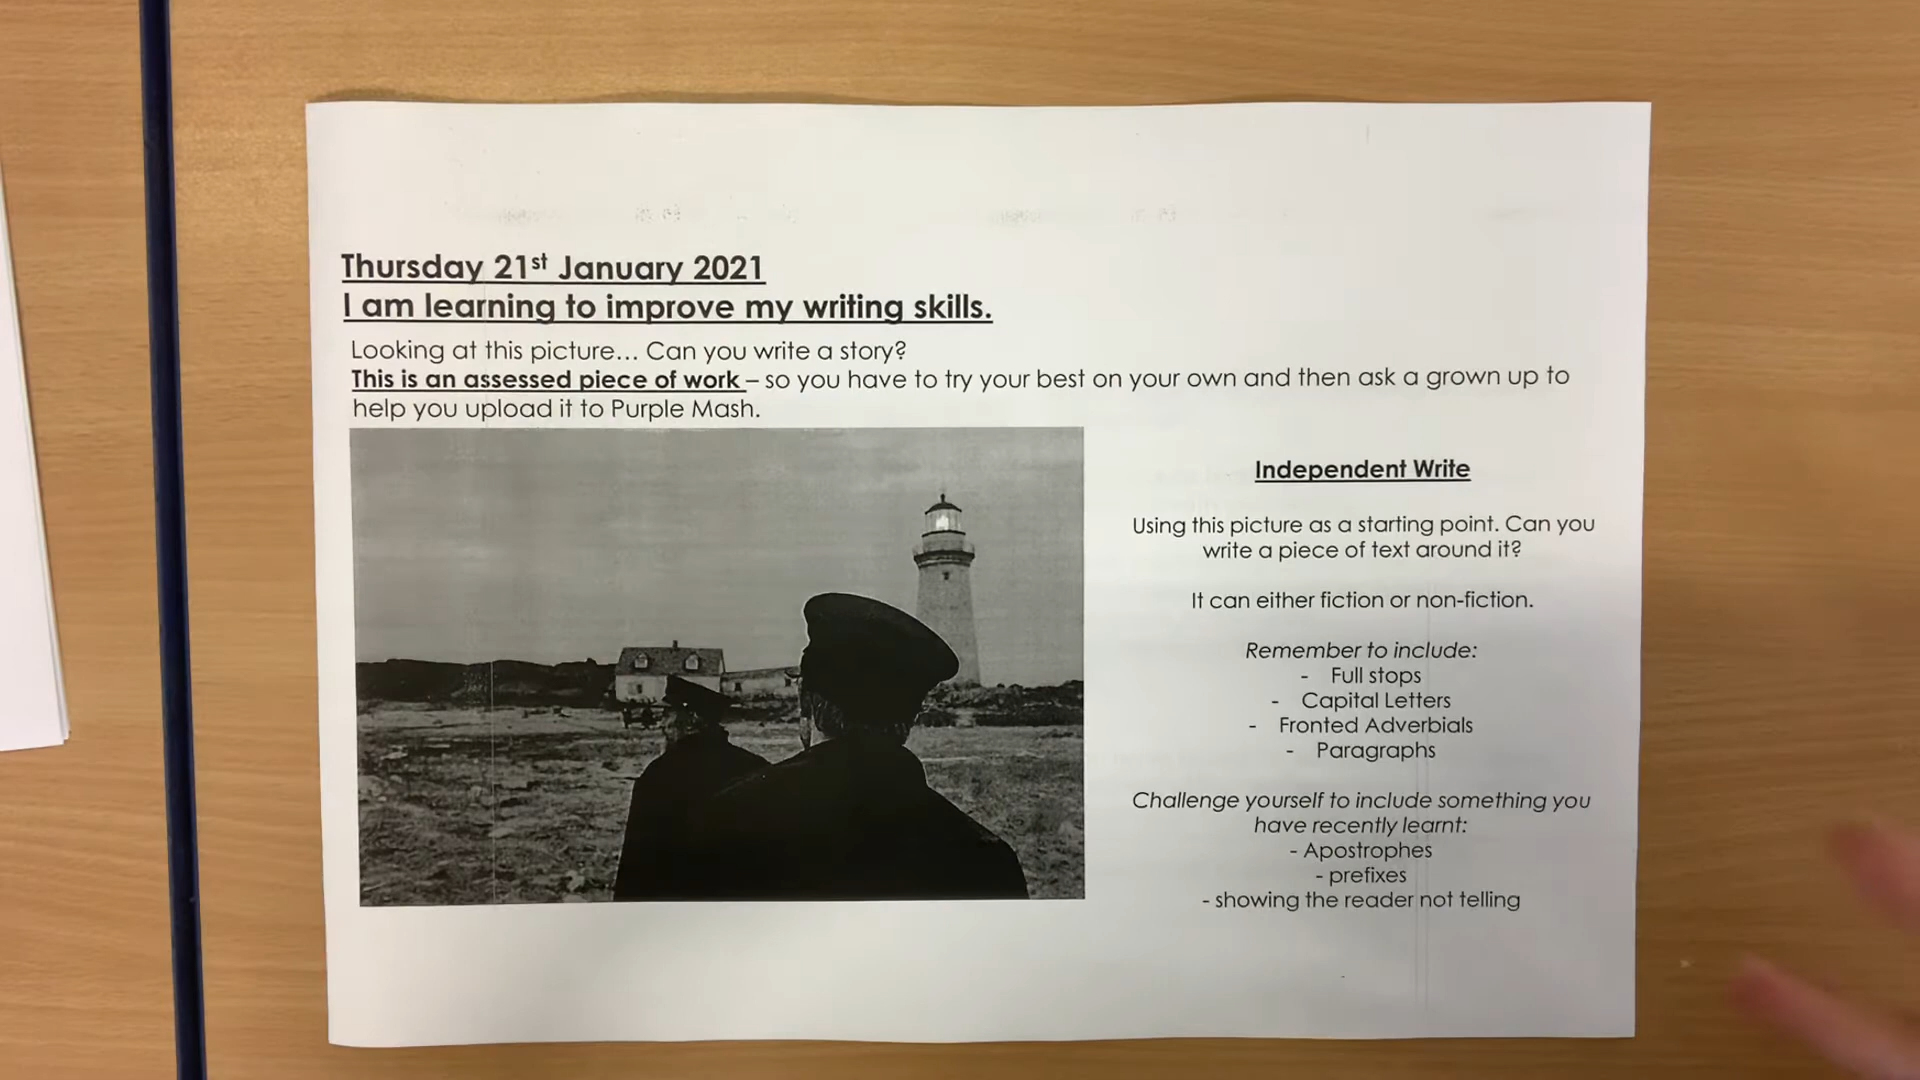 Thursday 21st January 2021
I am learning to improve my writing skills.
Looking at this picture... Can you write a story?
This is an assessed piece of work – so you have to try your best on your own and then ask a grown up to
help you upload it to Purple Mash.
Independent Write
Using this picture as a starting point. Can you
write a piece of text around it?
It can either fiction or non-fiction.
Remember to include:
- Full stops
- Capital Letters
- Fronted Adverbials
- Paragraphs
Challenge yourself to include something you
have recently learnt:
- Apostrophes
- prefixes
- showing the reader not telling